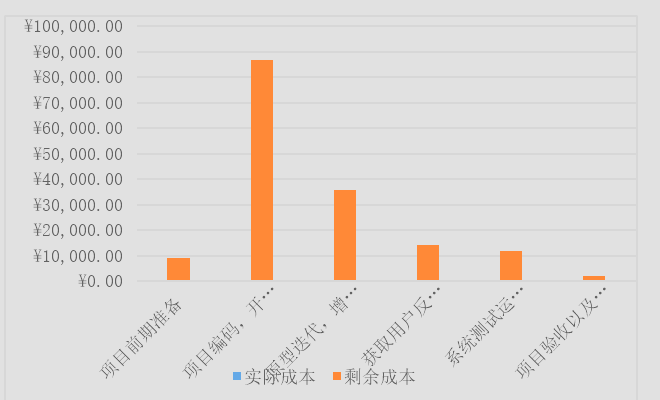 ¥100,000.00
¥90,000.00
¥80,000.00
¥70,000.00
¥60,000.00
¥50,000.00
¥40,000.00
¥30,000.00
¥20,000.00
¥10,000.00
¥0.00
项目前期准备
项目编码，开…
原型迭代，增…
获取用户反…
系统测试运…
项目验收以及…
实际成本
剩余成本